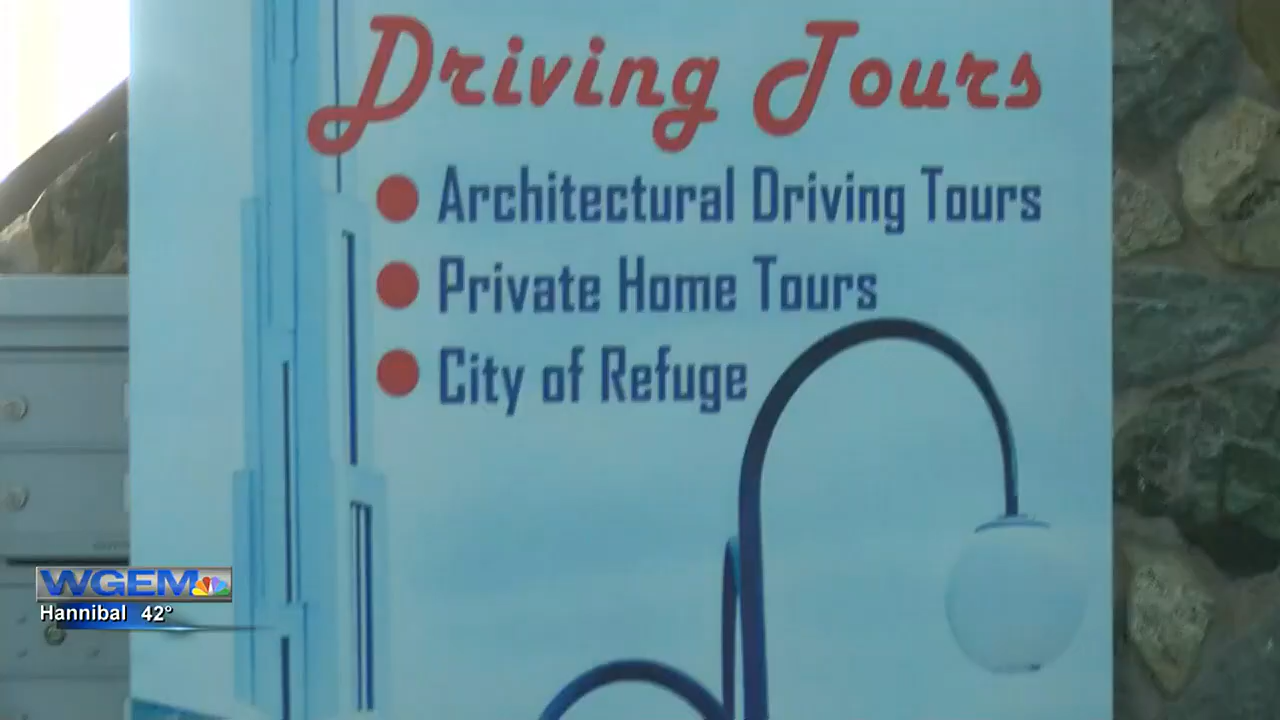 Driving Tours
Architectural Driving Tours
Private Home Tours
City of Refuge
WGEM
Hannibal 42°